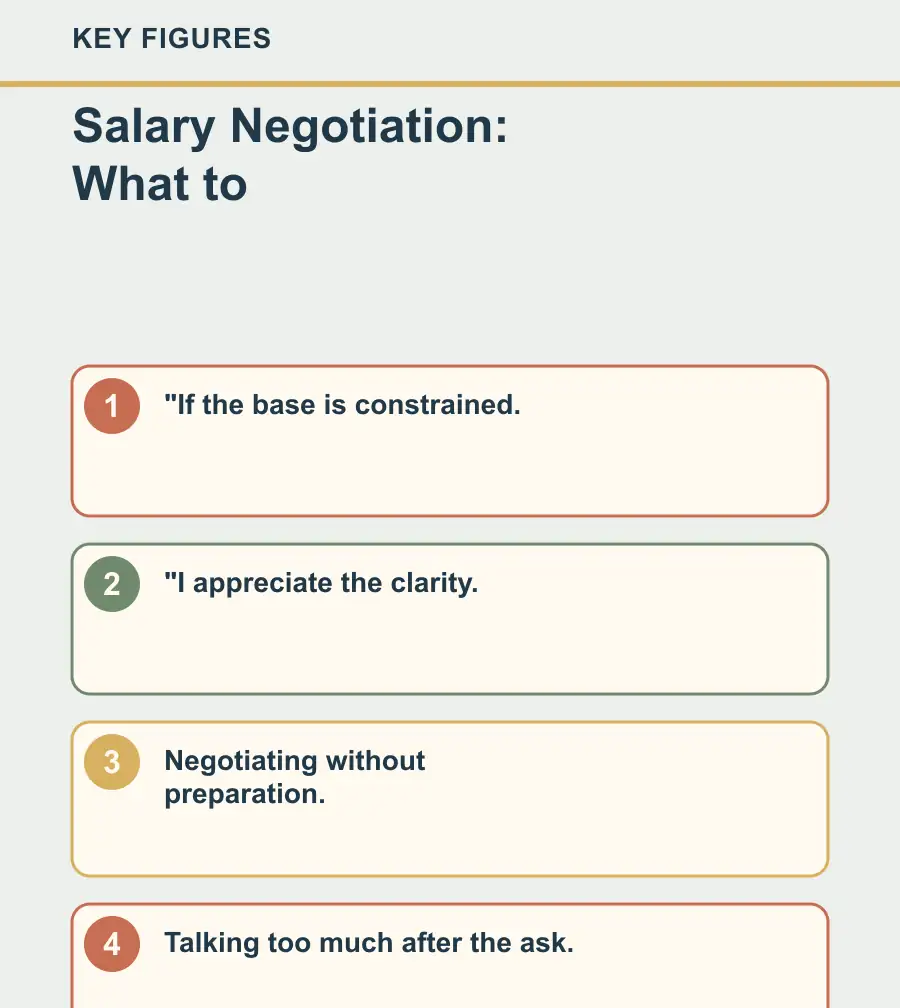 KEY FIGURES
Salary Negotiation:
What to
1
"If the base is constrained.
2
"I appreciate the clarity.
3
Negotiating without
preparation.
4
Talking too much after the ask.